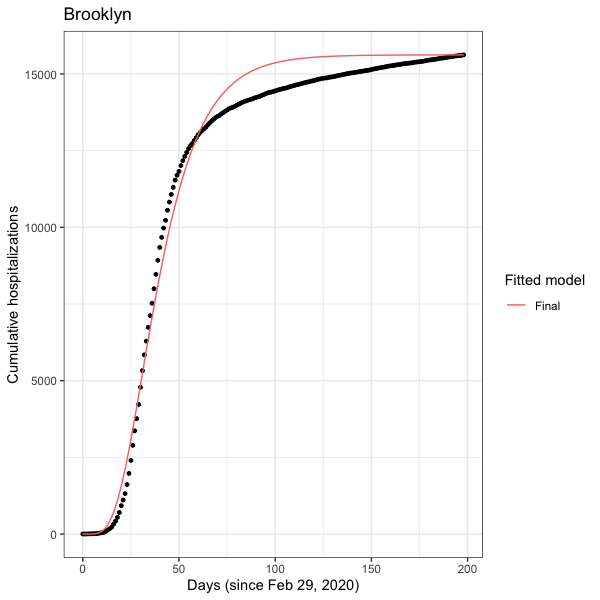 Brooklyn
15000
10000
5000
0
Cumulative hospitalizations
0 50 100 150 200
Days (since Feb 29, 2020)
Fitted model
Final